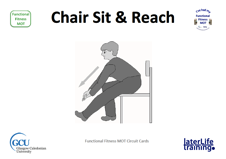 Functional
Fitness
MOT
Chair Sit & Reach
Functional
Fitness
MOT
Functional Fitness MOT Circuit Cards
GCU
Glasgow Caledonian
University
laterLife
training